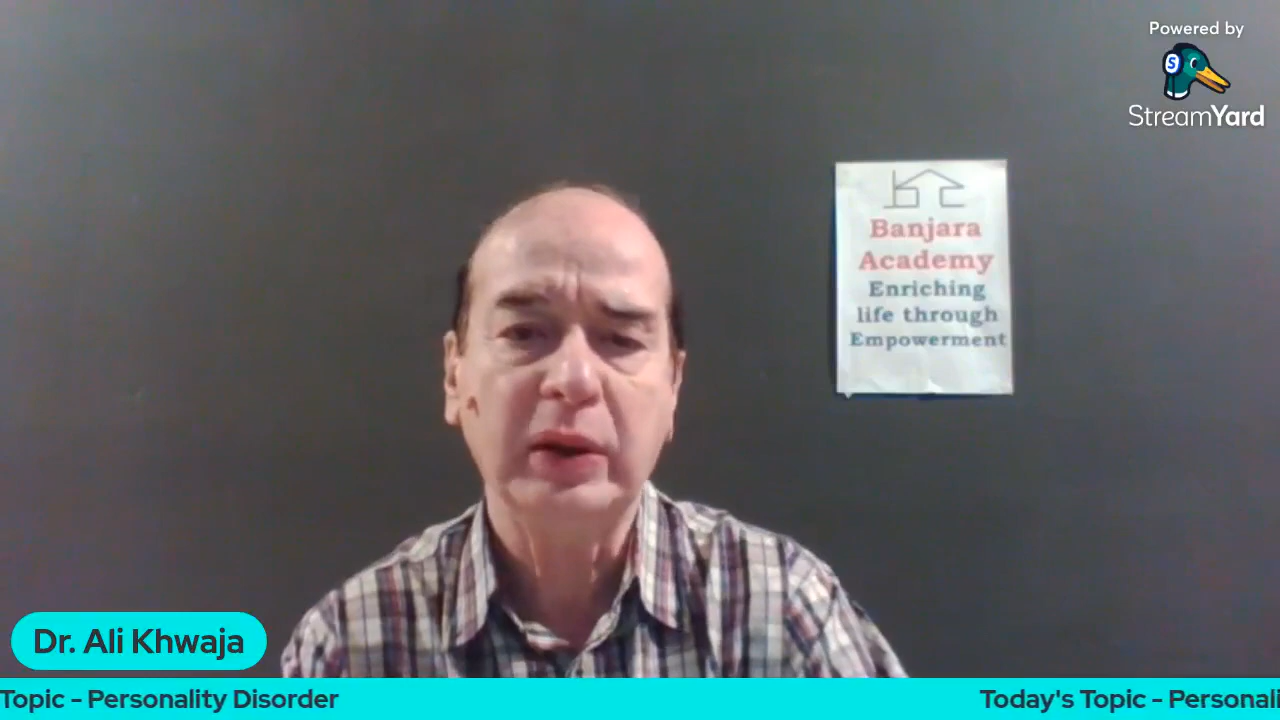 Powered by
StreamYard
Banjara
Academy
Enriching
life through
Empowerment
Dr. Ali Khwaja
Topic - Personality Disorder
Today's Topic - Personali